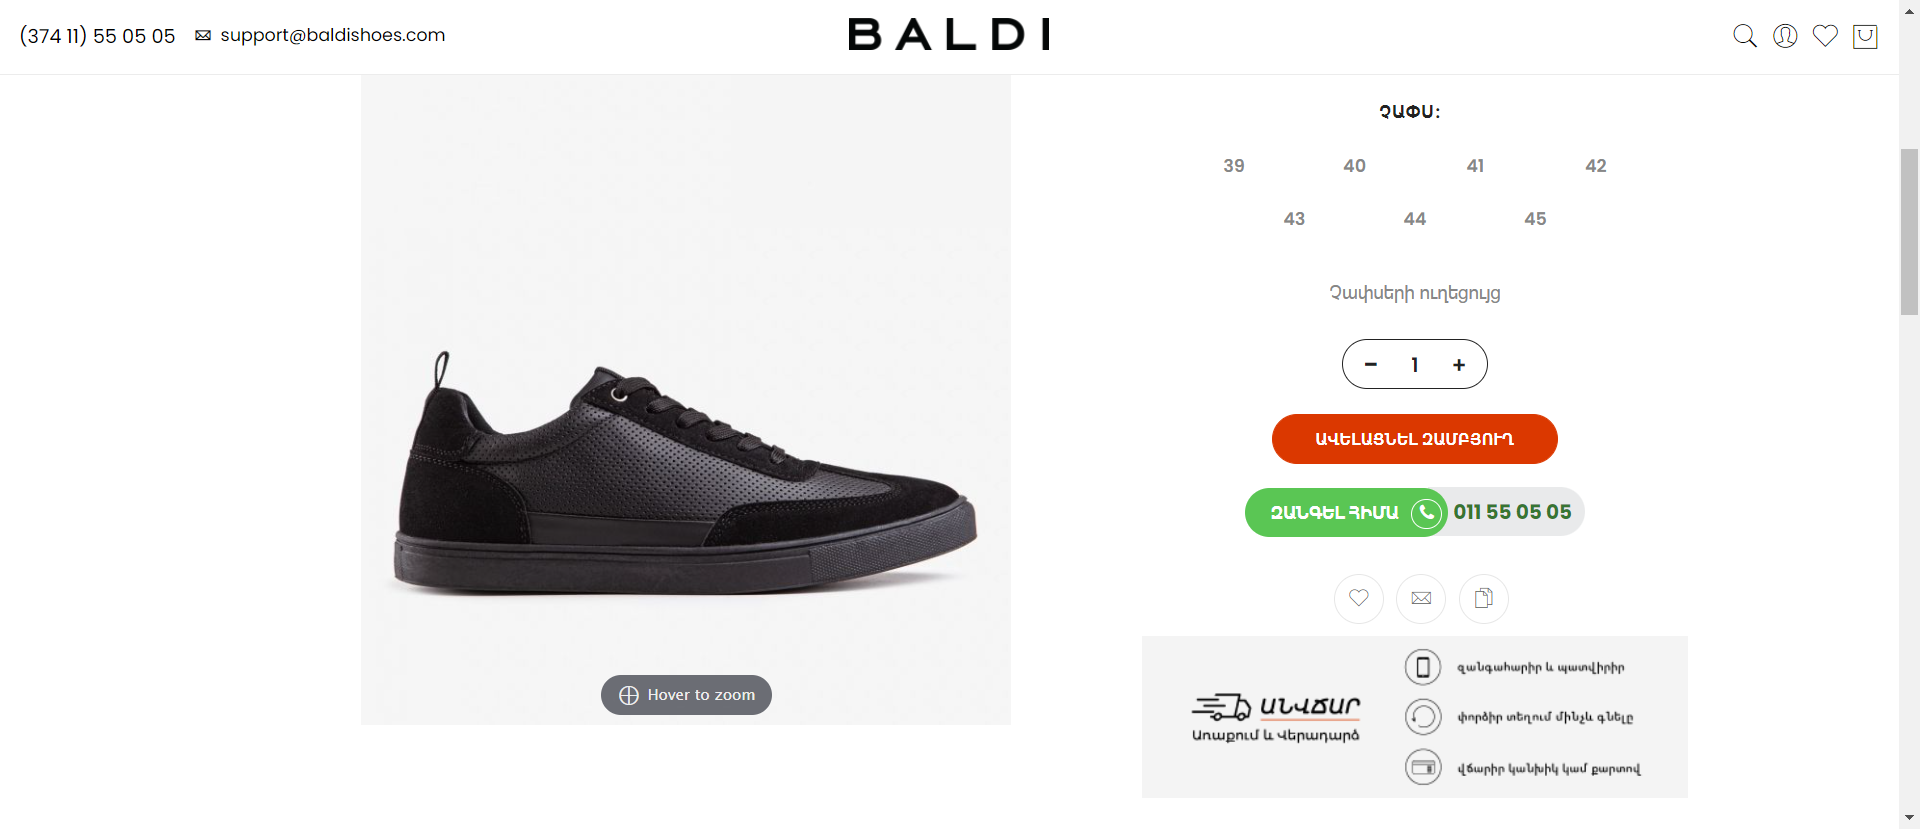 (374 11) 55 05 05 support@baldishoes.com
BALDI
ՉԱՓՍ:
39 40 41 42
43 44 45
Չափսերի ուղեցույց
- 1 +
ԱՎԵԼԱՑՆԵԼ ԶԱՄԲՅՈՒՂ
ԶԱՆԳԵԼ ՀԻՄԱ 011 55 05 05
Hover to zoom
ԱՆՎՃԱՐ
Առաքում և Վերադարձ
զանգահարիր և պատվիրիր
փորձիր տեղում մինչև գնելը
վճարիր կանխիկ կամ քարտով